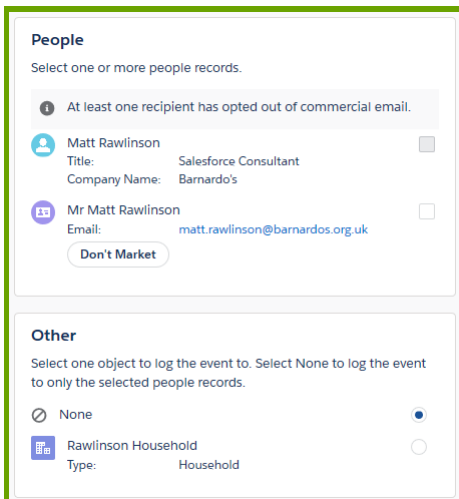 People
Select one or more people records.
At least one recipient has opted out of commercial email.
Matt Rawlinson
Title: Salesforce Consultant
Company Name: Barnardo's
Mr Matt Rawlinson
Email: matt.rawlinson@barnardos.org.uk
Don't Market
Other
Select one object to log the event to. Select None to log the event
to only the selected people records.
None
Rawlinson Household
Type: Household